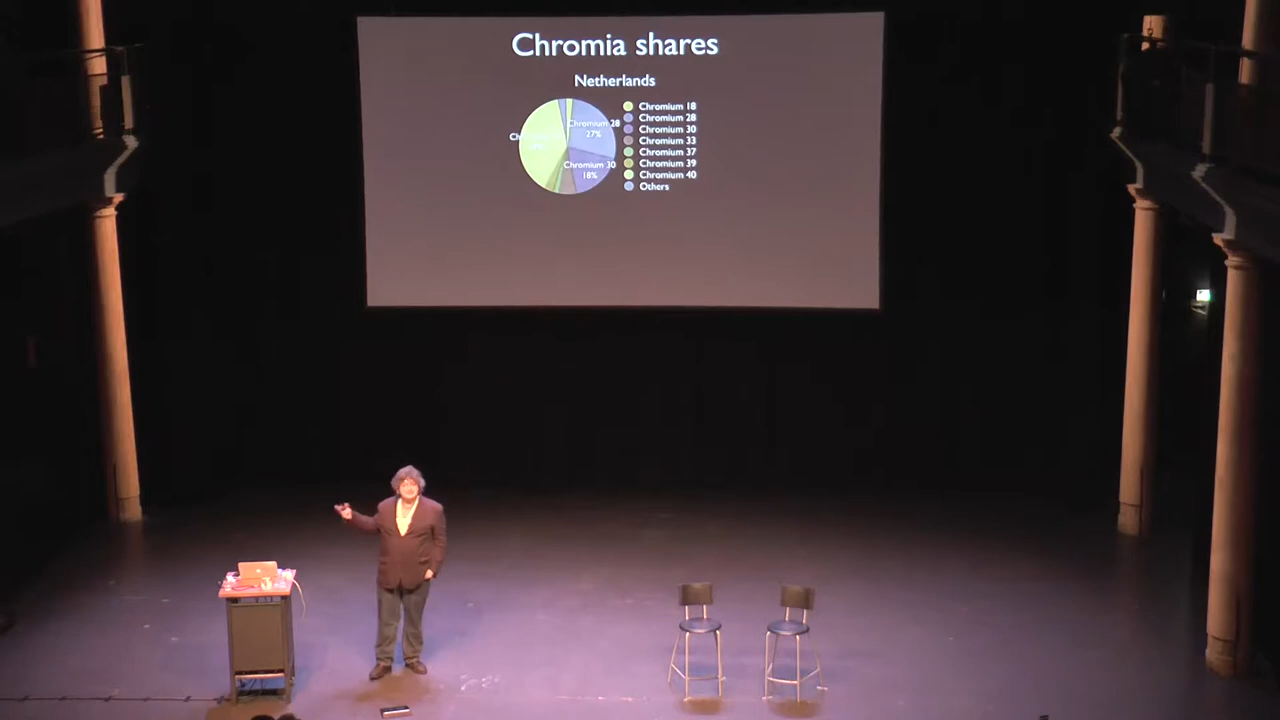 Chromia shares
Netherlands
Chromium 28
27%
Chromium 30
18%
Chromium 18
Chromium 28
Chromium 30
Chromium 33
Chromium 37
Chromium 39
Chromium 40
Others